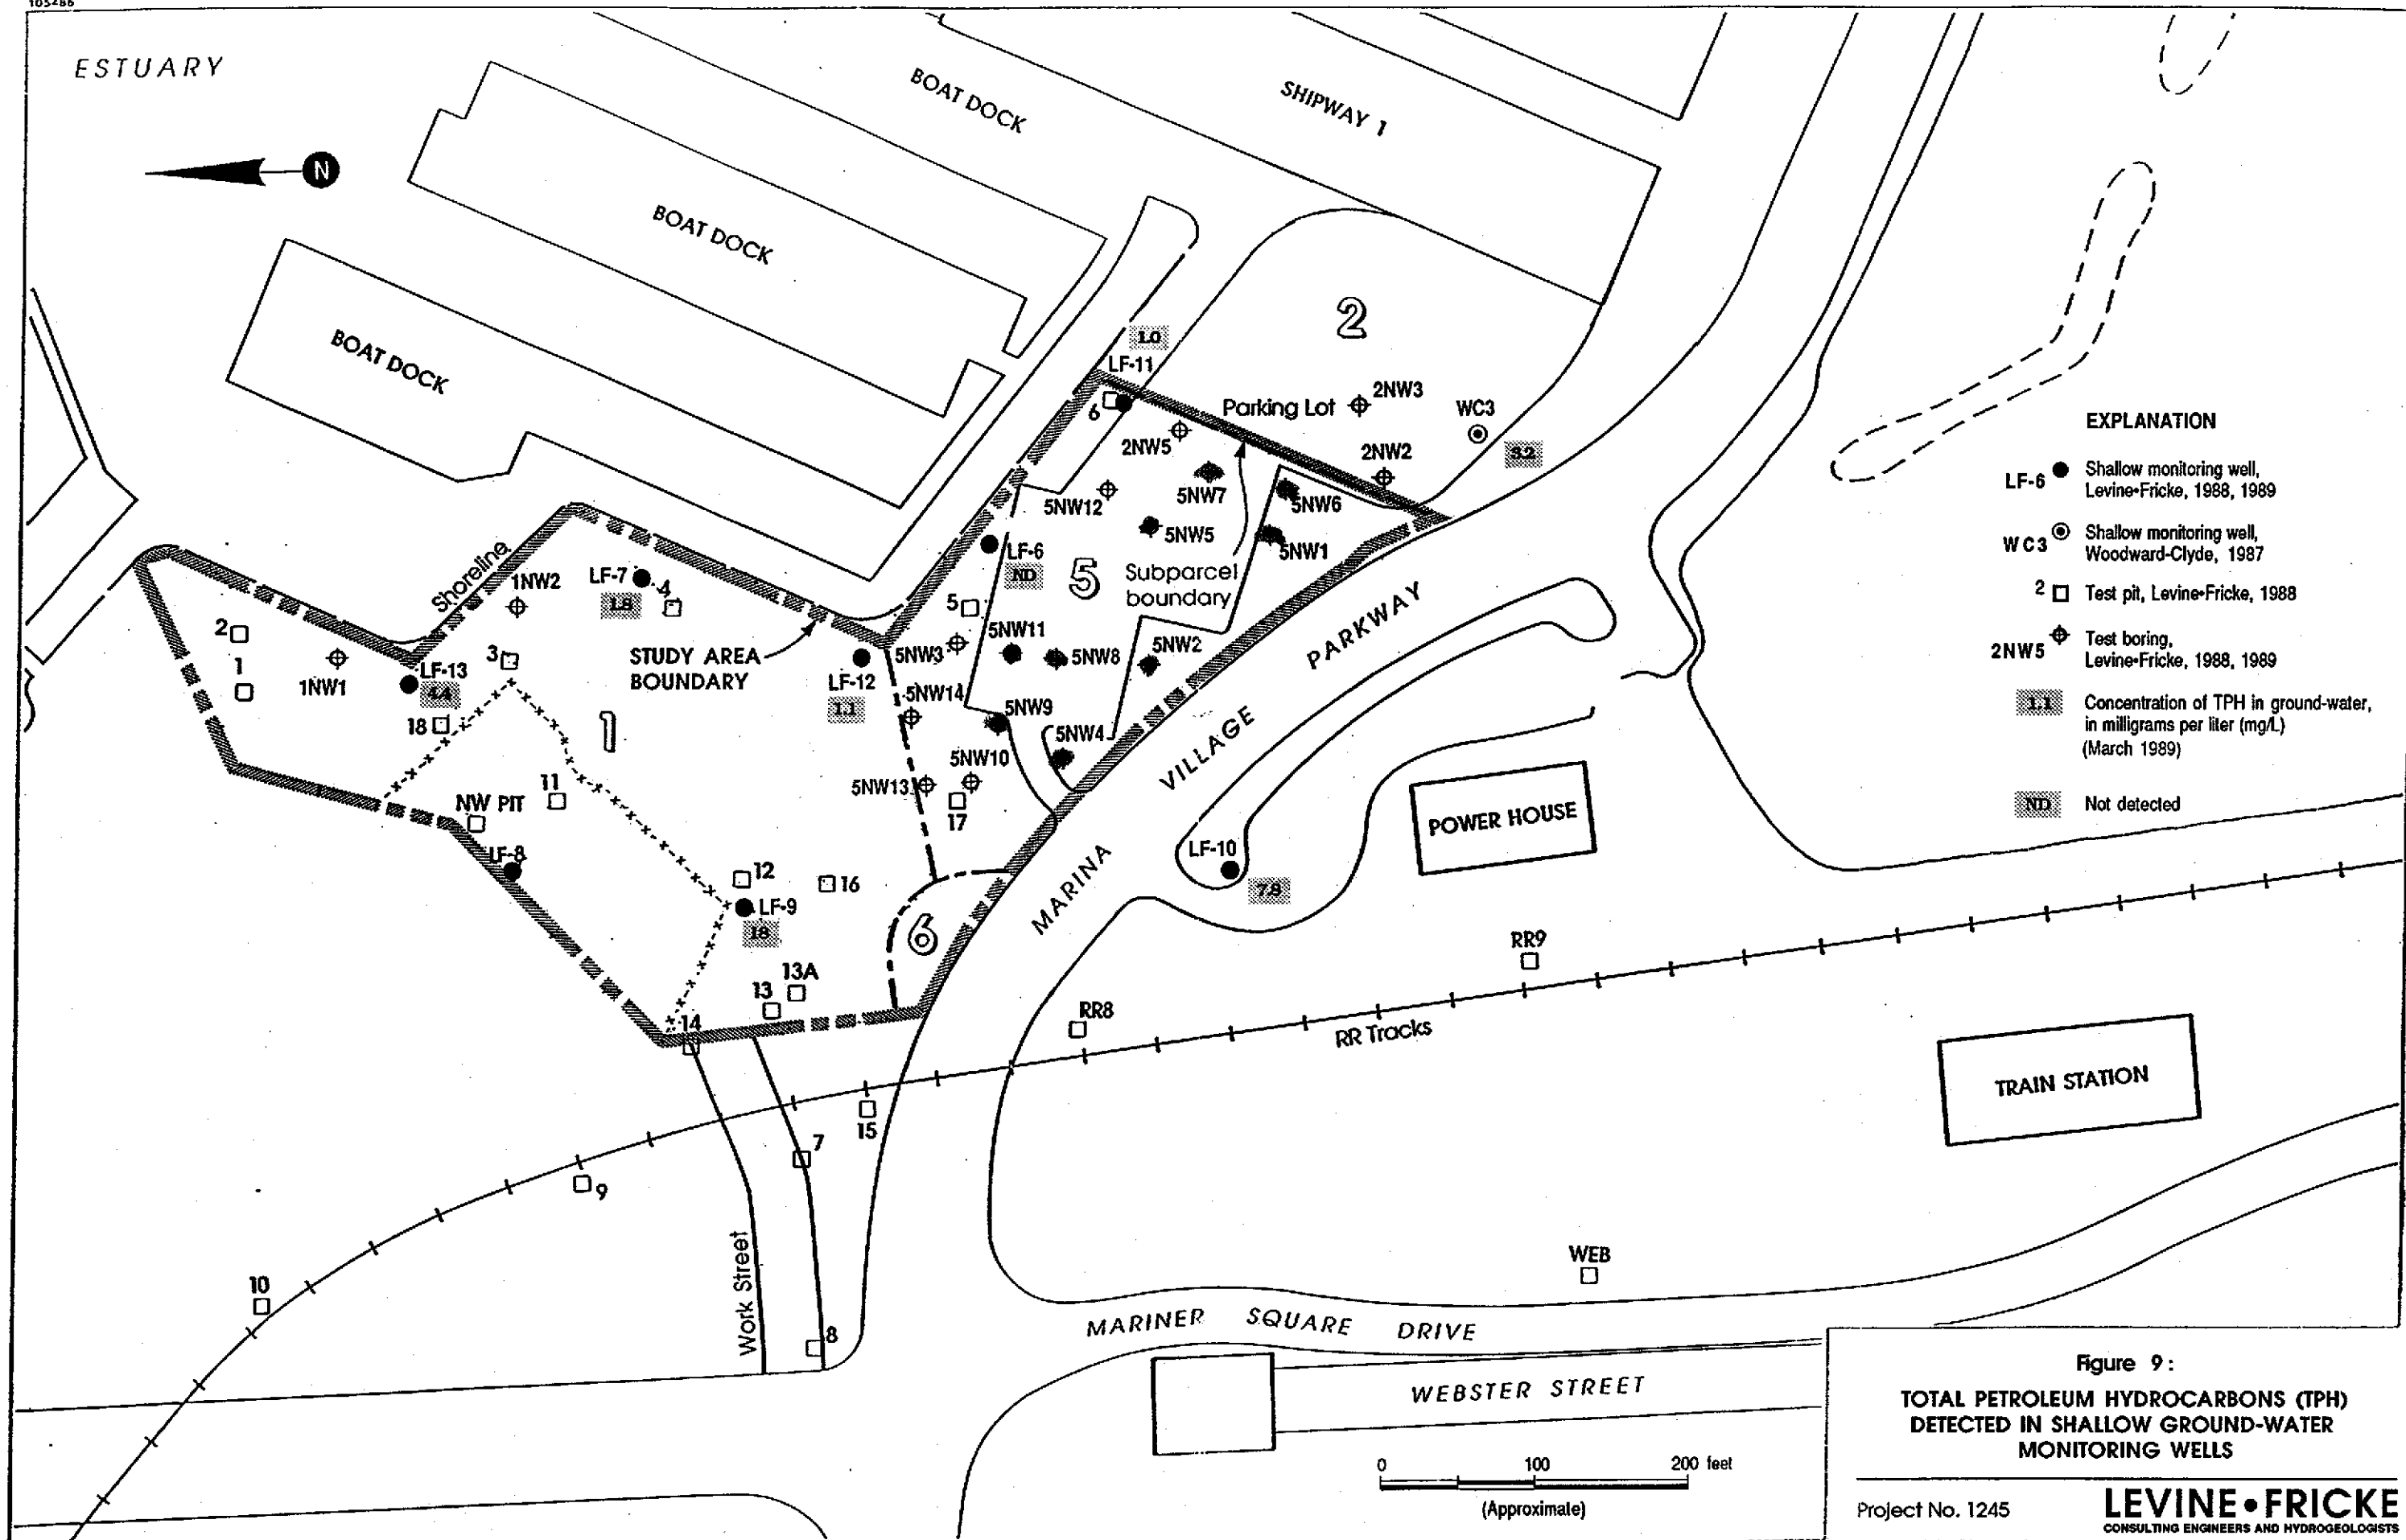 105286
ESTUARY
N
BOAT DOCK
SHIPWAY 1
BOAT DOCK
BOAT DOCK
2
1.0
LF-11
6
Parking Lot
2NW3
WC3
3.2
2NW5
2NW2
5NW7
5NW6
5NW12
5NW5
5NW1
LF-6
ND
5
Subparcel
boundary
Shoreline
1NW2
LF-7
4
5
2
1
1NW1
LF-13
3
18
STUDY AREA
BOUNDARY
LF-12
1.1
5NW3
5NW11
5NW8
5NW2
5NW14
5NW9
5NW4
5NW10
5NW13
17
1
NW PIT
11
LF-8
12
16
LF-9
18
6
13A
13
14
MARINA VILLAGE PARKWAY
LF-10
POWER HOUSE
RR9
RR8
RR Tracks
TRAIN STATION
15
7
9
10
Work Street
8
WEB
MARINER SQUARE DRIVE
WEBSTER STREET
EXPLANATION
LF-6 Shallow monitoring well,
Levine•Fricke, 1988, 1989
WC3 Shallow monitoring well,
Woodward-Clyde, 1987
2 Test pit, Levine•Fricke, 1988
2NW5 Test boring,
Levine•Fricke, 1988, 1989
1.1 Concentration of TPH in ground-water,
in milligrams per liter (mg/L)
(March 1989)
ND Not detected
0 100 200 feet
(Approximate)
Figure 9:
TOTAL PETROLEUM HYDROCARBONS (TPH)
DETECTED IN SHALLOW GROUND-WATER
MONITORING WELLS
Project No. 1245
LEVINE•FRICKE
CONSULTING ENGINEERS AND HYDROGEOLOGISTS